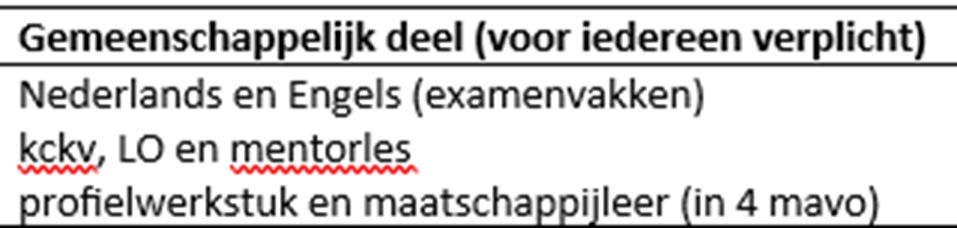 Gemeenschappelijk deel (voor iedereen verplicht)
Nederlands en Engels (examenvakken)
kckv, LO en mentorles
profielwerkstuk en maatschappijleer (in 4 mavo)